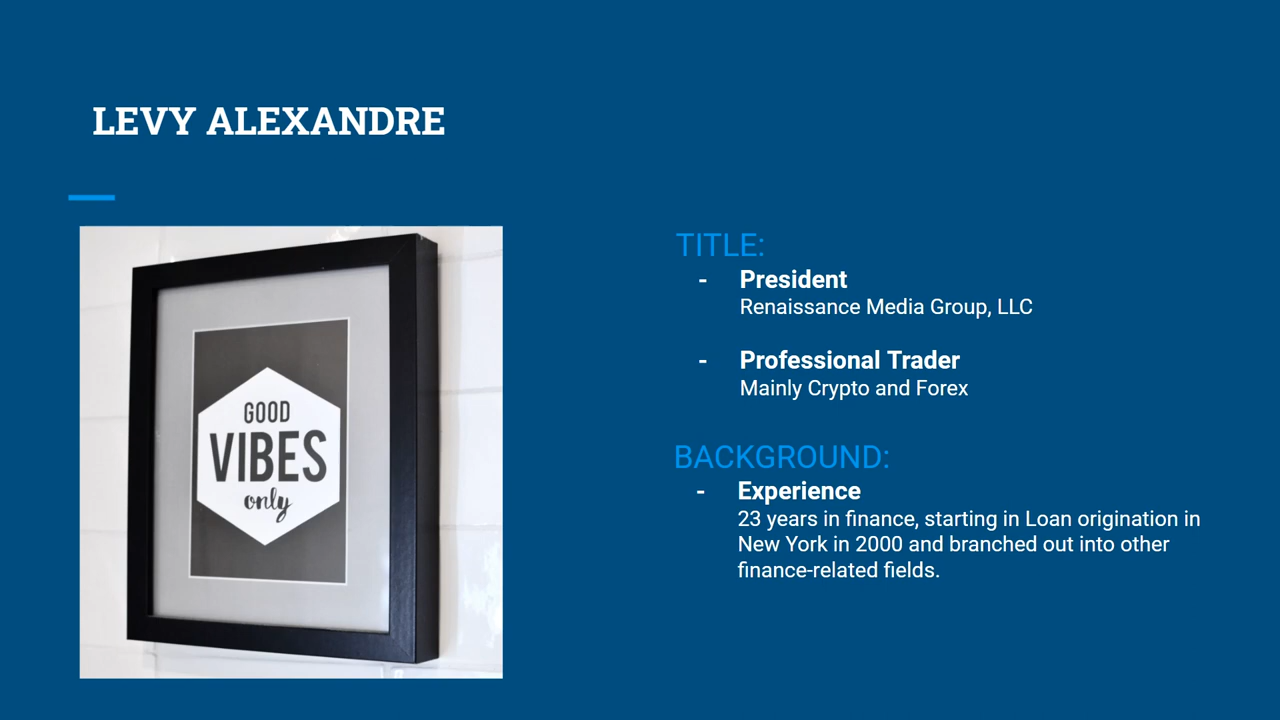 LEVY ALEXANDRE
GOOD
VIBES
only
TITLE:
- President
Renaissance Media Group, LLC
- Professional Trader
Mainly Crypto and Forex
BACKGROUND:
- Experience
23 years in finance, starting in Loan origination in
New York in 2000 and branched out into other
finance-related fields.